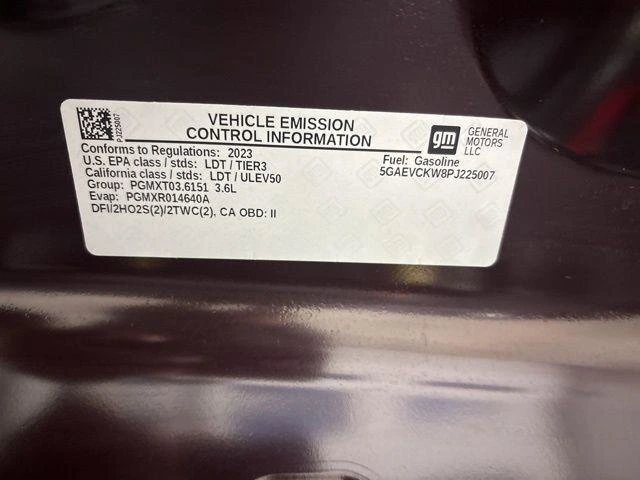 PJ225007
VEHICLE EMISSION
CONTROL INFORMATION
gm
GENERAL
MOTORS
LLC
Conforms to Regulations: 2023
U.S. EPA class / stds: LDT / TIER3
California class / stds: LDT / ULEV50
Group: PGMXT03.6151 3.6L
Evap: PGMXR014640A
DFI/2HO2S(2)/2TWC(2), CA OBD: II
Fuel: Gasoline
5GAEVCKW8PJ225007